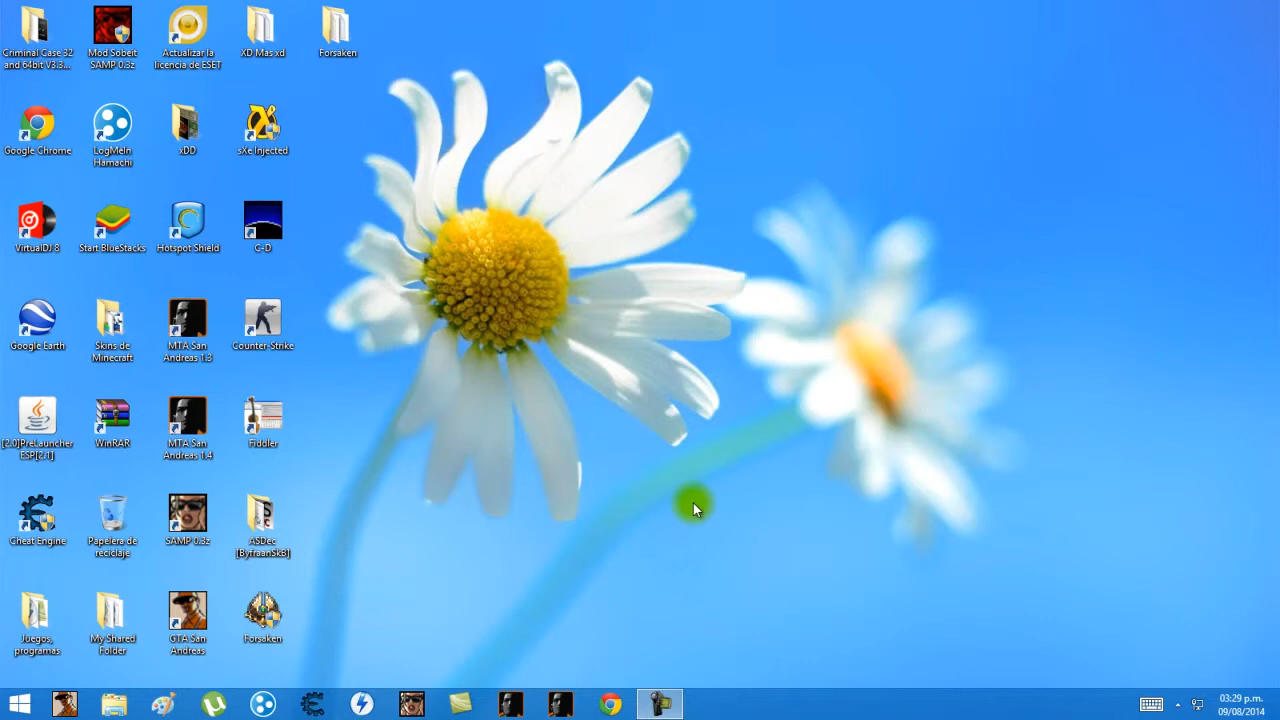 Criminal Case 32
and 64bit V3.3...
Mod Sobeit
SAMP 0.3z
Actualizar la
licencia de ESET
XD Mas xd
Forsaken
Google Chrome
LogMeIn
Hamachi
xDD
sXe Injected
VirtualDJ 8
Start BlueStacks
Hotspot Shield
C-D
Google Earth
Skins de
Minecraft
MTA San
Andreas 1.3
Counter-Strike
[2.0]PreLauncher
ESP[2.1]
WinRAR
MTA San
Andreas 1.4
Fiddler
Cheat Engine
Papelera de
reciclaje
SAMP 0.3z
ASDec
[ByfraanSkB]
Juegos,
programas
My Shared
Folder
GTA San
Andreas
Forsaken
03:29 p.m.
09/08/2014